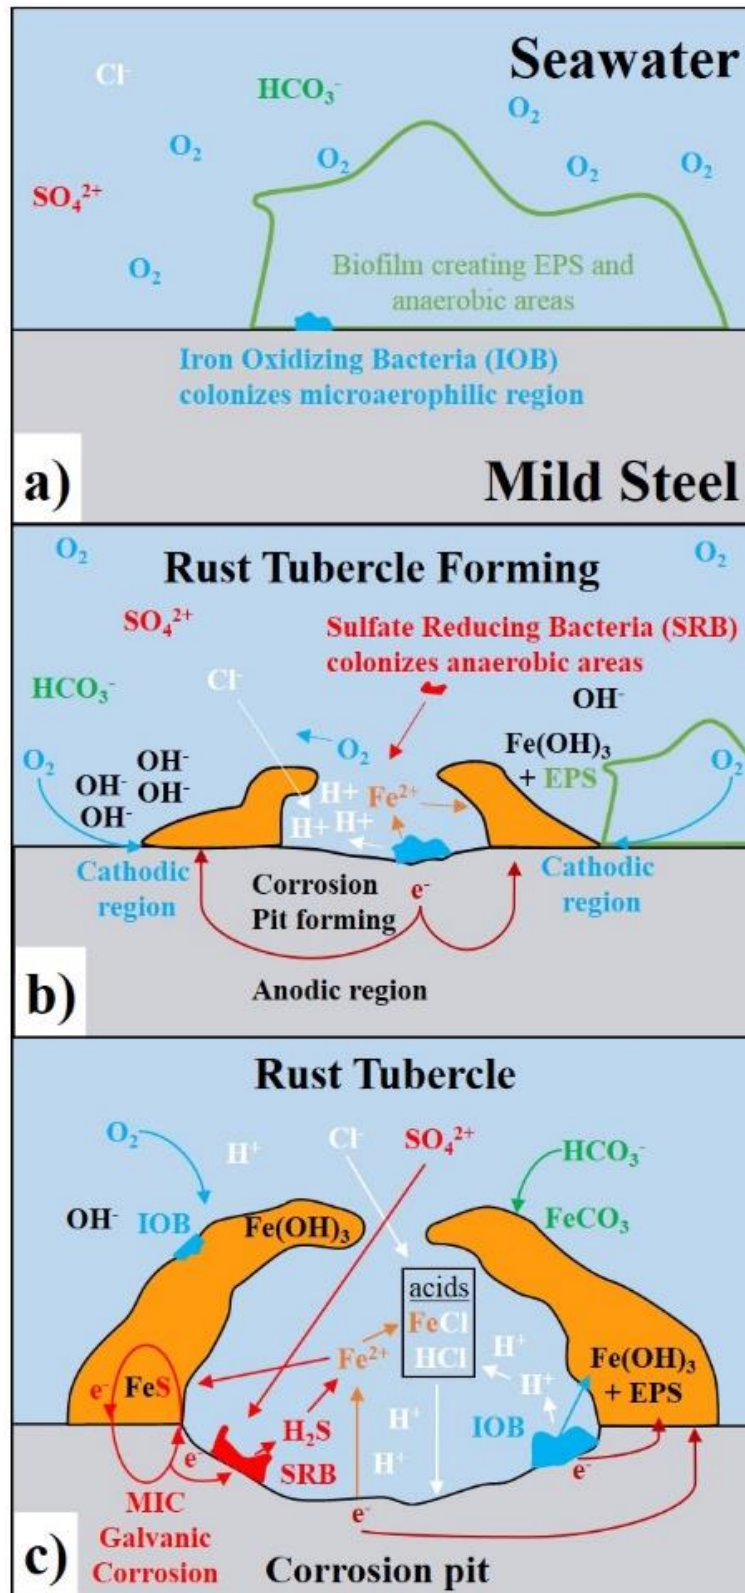 Seawater
Cl⁻
HCO₃⁻
O₂
O₂
O₂
O₂
O₂
SO₄²⁺
O₂
Biofilm creating EPS and
anaerobic areas
Iron Oxidizing Bacteria (IOB)
colonizes microaerophilic region
a)
Mild Steel
O₂
O₂
Rust Tubercle Forming
SO₄²⁺
Sulfate Reducing Bacteria (SRB)
colonizes anaerobic areas
HCO₃⁻
Cl⁻
OH⁻
O₂
OH⁻
OH⁻
OH⁻
OH⁻
O₂
Fe(OH)₃
+ EPS
O₂
H+
H+
H+
Fe²⁺
Cathodic
region
Corrosion
Pit forming
e⁻
Cathodic
region
Anodic region
b)
Rust Tubercle
O₂
H⁺
Cl⁻
SO₄²⁺
HCO₃⁻
OH⁻
IOB
Fe(OH)₃
FeCO₃
acids
FeCl
HCl
Fe²⁺
H⁺
H⁺
Fe(OH)₃
+ EPS
e⁻
FeS
H₂S
SRB
H⁺
H⁺
IOB
e⁻
e⁻
e⁻
MIC
Galvanic
Corrosion
c)
Corrosion pit